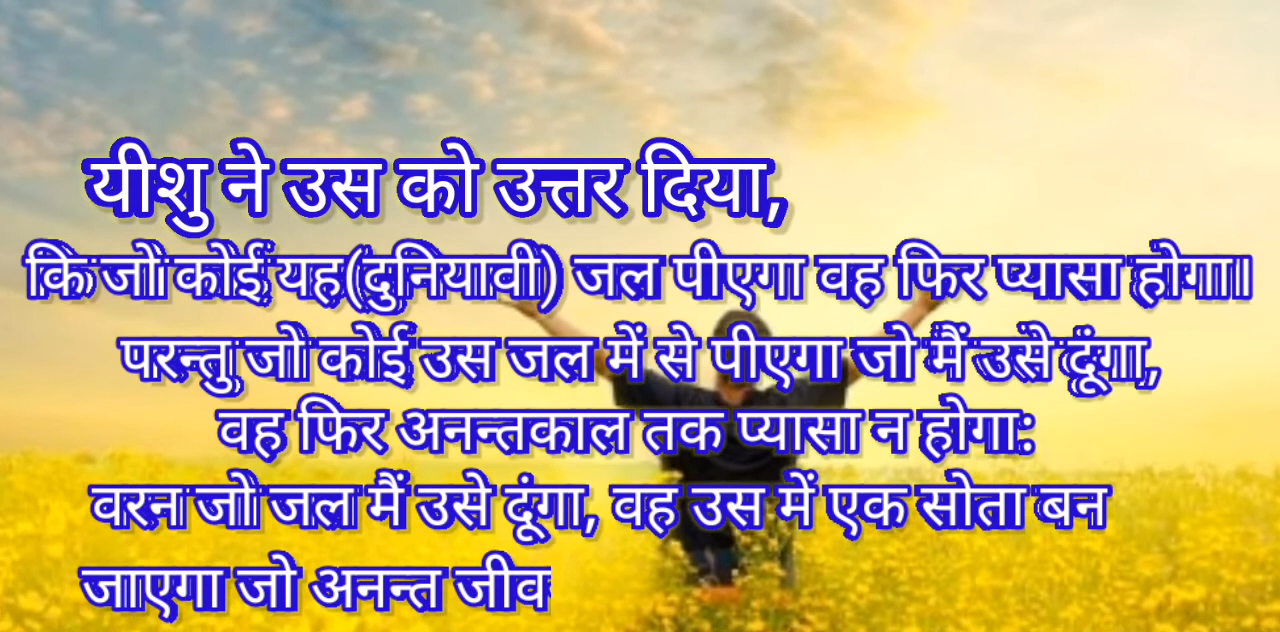 यीशु ने उस को उत्तर दिया,
कि जो कोई यह(दुनियावी) जल पीएगा वह फिर प्यासा होगा।
परन्तु जो कोई उस जल में से पीएगा जो मैं उसे दूंगा,
वह फिर अनन्तकाल तक प्यासा न होगा:
वरन जो जल मैं उसे दूंगा, वह उस में एक सोता बन
जाएगा जो अनन्त जीव